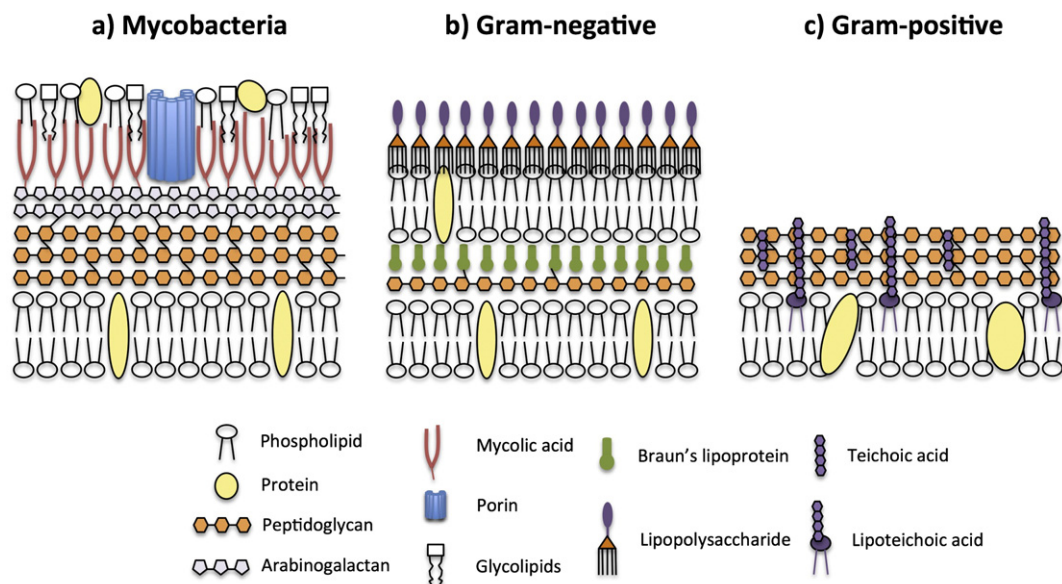 a) Mycobacteria
b) Gram-negative
c) Gram-positive
Phospholipid
Protein
Peptidoglycan
Arabinogalactan
Mycolic acid
Porin
Glycolipids
Braun's lipoprotein
Lipopolysaccharide
Teichoic acid
Lipoteichoic acid